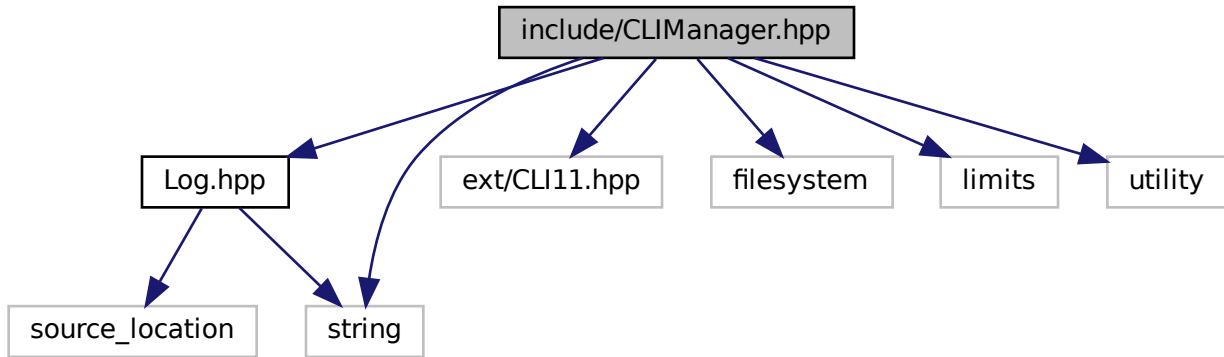 include/CLIManager.hpp
Log.hpp
ext/CLI11.hpp
filesystem
limits
utility
source_location
string